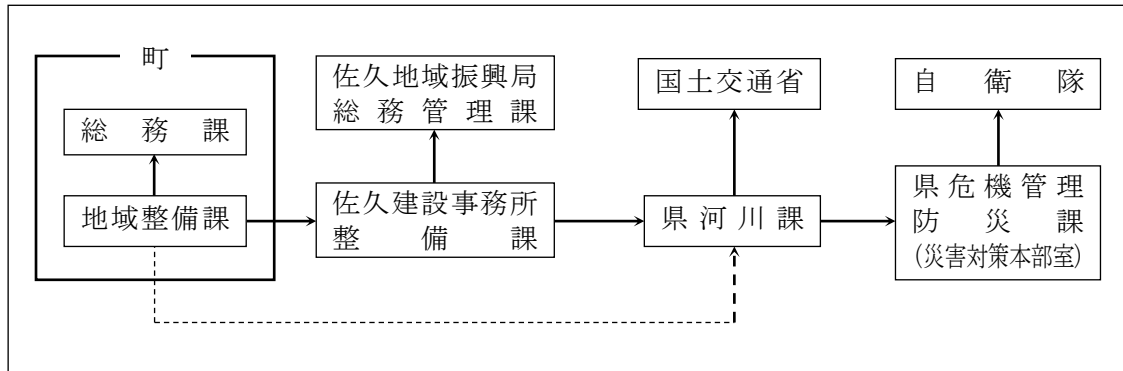 町
総務課
地域整備課
佐久地域振興局
総務管理課
佐久建設事務所
整備課
国土交通省
県河川課
自衛隊
県危機管理
防災課
(災害対策本部室)